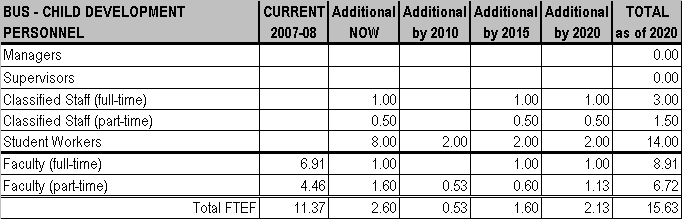 BUS - CHILD DEVELOPMENT PERSONNEL CURRENT 2007-08 Additional NOW Additional by 2010 Additional by 2015 Additional by 2020 TOTAL as of 2020
Managers 0.00
Supervisors 0.00
Classified Staff (full-time) 1.00 1.00 1.00 3.00
Classified Staff (part-time) 0.50 0.50 0.50 1.50
Student Workers 8.00 2.00 2.00 2.00 14.00
Faculty (full-time) 6.91 1.00 1.00 1.00 8.91
Faculty (part-time) 4.46 1.60 0.53 0.60 1.13 6.72
Total FTEF 11.37 2.60 0.53 1.60 2.13 15.63